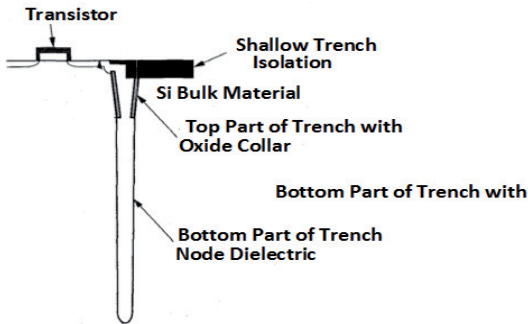 Transistor
Shallow Trench
Isolation
Si Bulk Material
Top Part of Trench with
Oxide Collar
Bottom Part of Trench with
Bottom Part of Trench
Node Dielectric